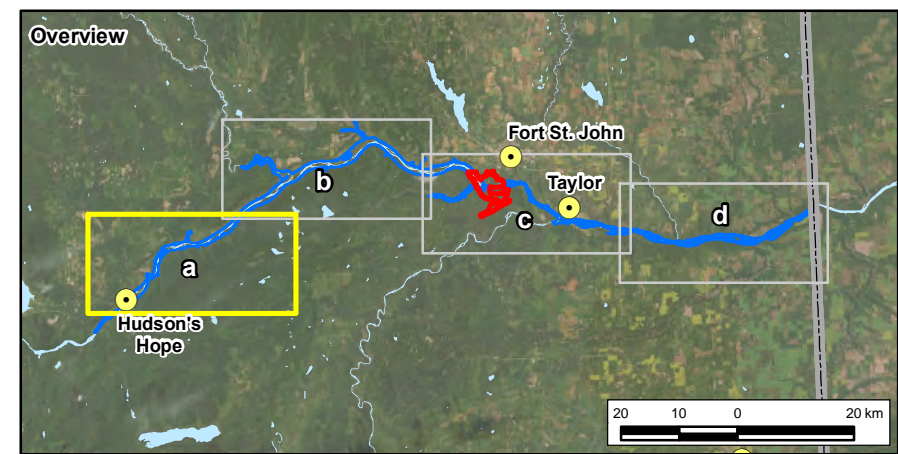 Overview
Fort St. John
Taylor
b
c
d
a
Hudson's
Hope
20 10 0 20 km